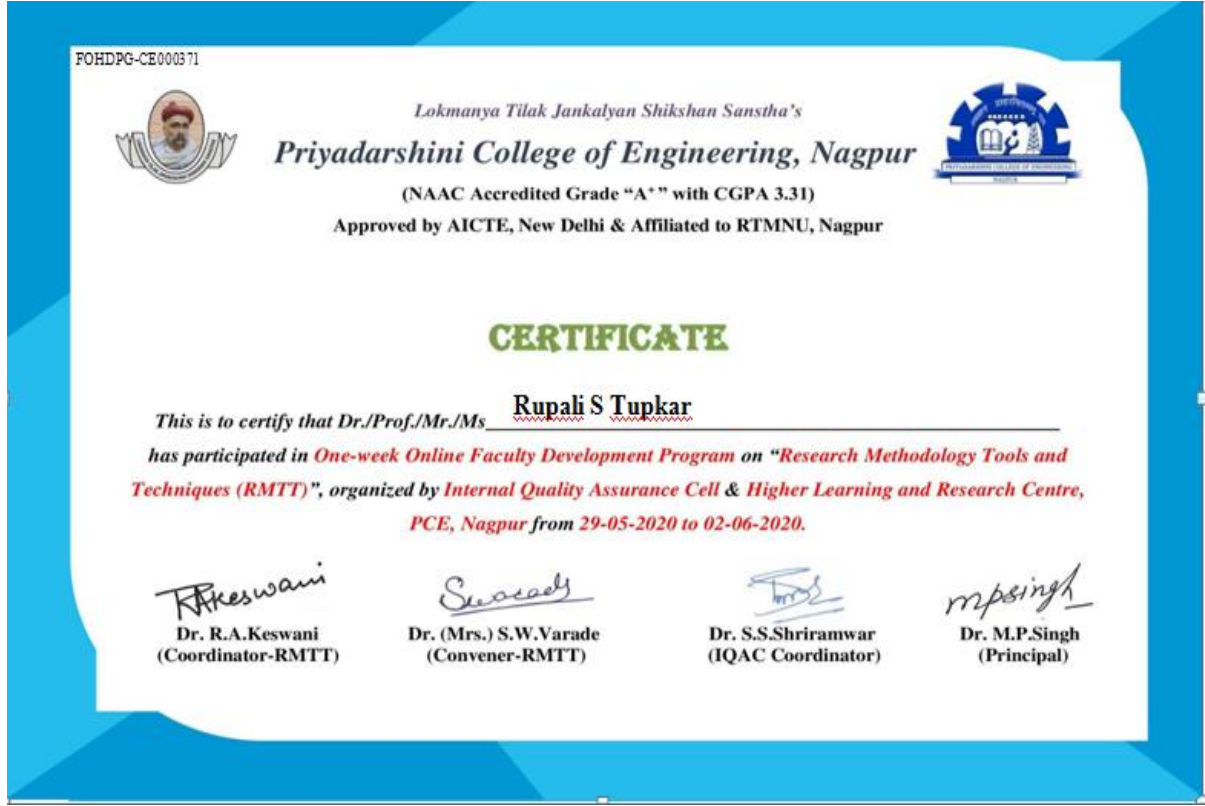 FOHDPG-CE000371
Lokmanya Tilak Jankalyan Shikshan Sanstha's
Priyadarshini College of Engineering, Nagpur
(NAAC Accredited Grade “A+” with CGPA 3.31)
Approved by AICTE, New Delhi & Affiliated to RTMNU, Nagpur
PRIYADARSHINI COLLEGE OF ENGINEERING
NAGPUR
CERTIFICATE
This is to certify that Dr./Prof./Mr./Ms Rupali S Tupkar
has participated in One-week Online Faculty Development Program on “Research Methodology Tools and
Techniques (RMTT)”, organized by Internal Quality Assurance Cell & Higher Learning and Research Centre,
PCE, Nagpur from 29-05-2020 to 02-06-2020.
RAKeswani mpsingh
Dr. R.A.Keswani Dr. (Mrs.) S.W.Varade Dr. S.S.Shriramwar Dr. M.P.Singh
(Coordinator-RMTT) (Convener-RMTT) (IQAC Coordinator) (Principal)